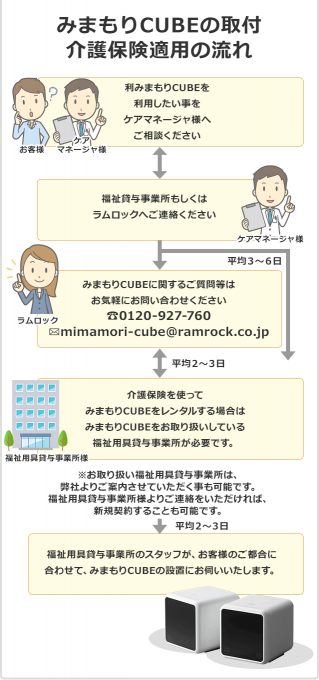 みまもりCUBEの取付
介護保険適用の流れ
利みまもりCUBEを
利用したい事を
ケアマネージャ様へ
ご相談ください
お客様
ケア
マネージャ様
福祉貸与事業所もしくは
ラムロックへご連絡ください
ケアマネージャ様
平均3〜6日
みまもりCUBEに関するご質問等は
お気軽にお問い合わせください
☎0120-927-760
✉mimamori-cube@ramrock.co.jp
ラムロック
平均2〜3日
介護保険を使って
みまもりCUBEをレンタルする場合は
みまもりCUBEをお取り扱いしている
福祉用具貸与事業所が必要です。
福祉用具貸与事業所様
※お取り扱い福祉用具貸与事業所は、
弊社よりご案内させていただく事も可能です。
福祉用具貸与事業所様よりご連絡をいただければ、
新規契約することも可能です。
平均2〜3日
福祉用具貸与事業所のスタッフが、お客様のご都合に
合わせて、みまもりCUBEの設置にお伺いいたします。